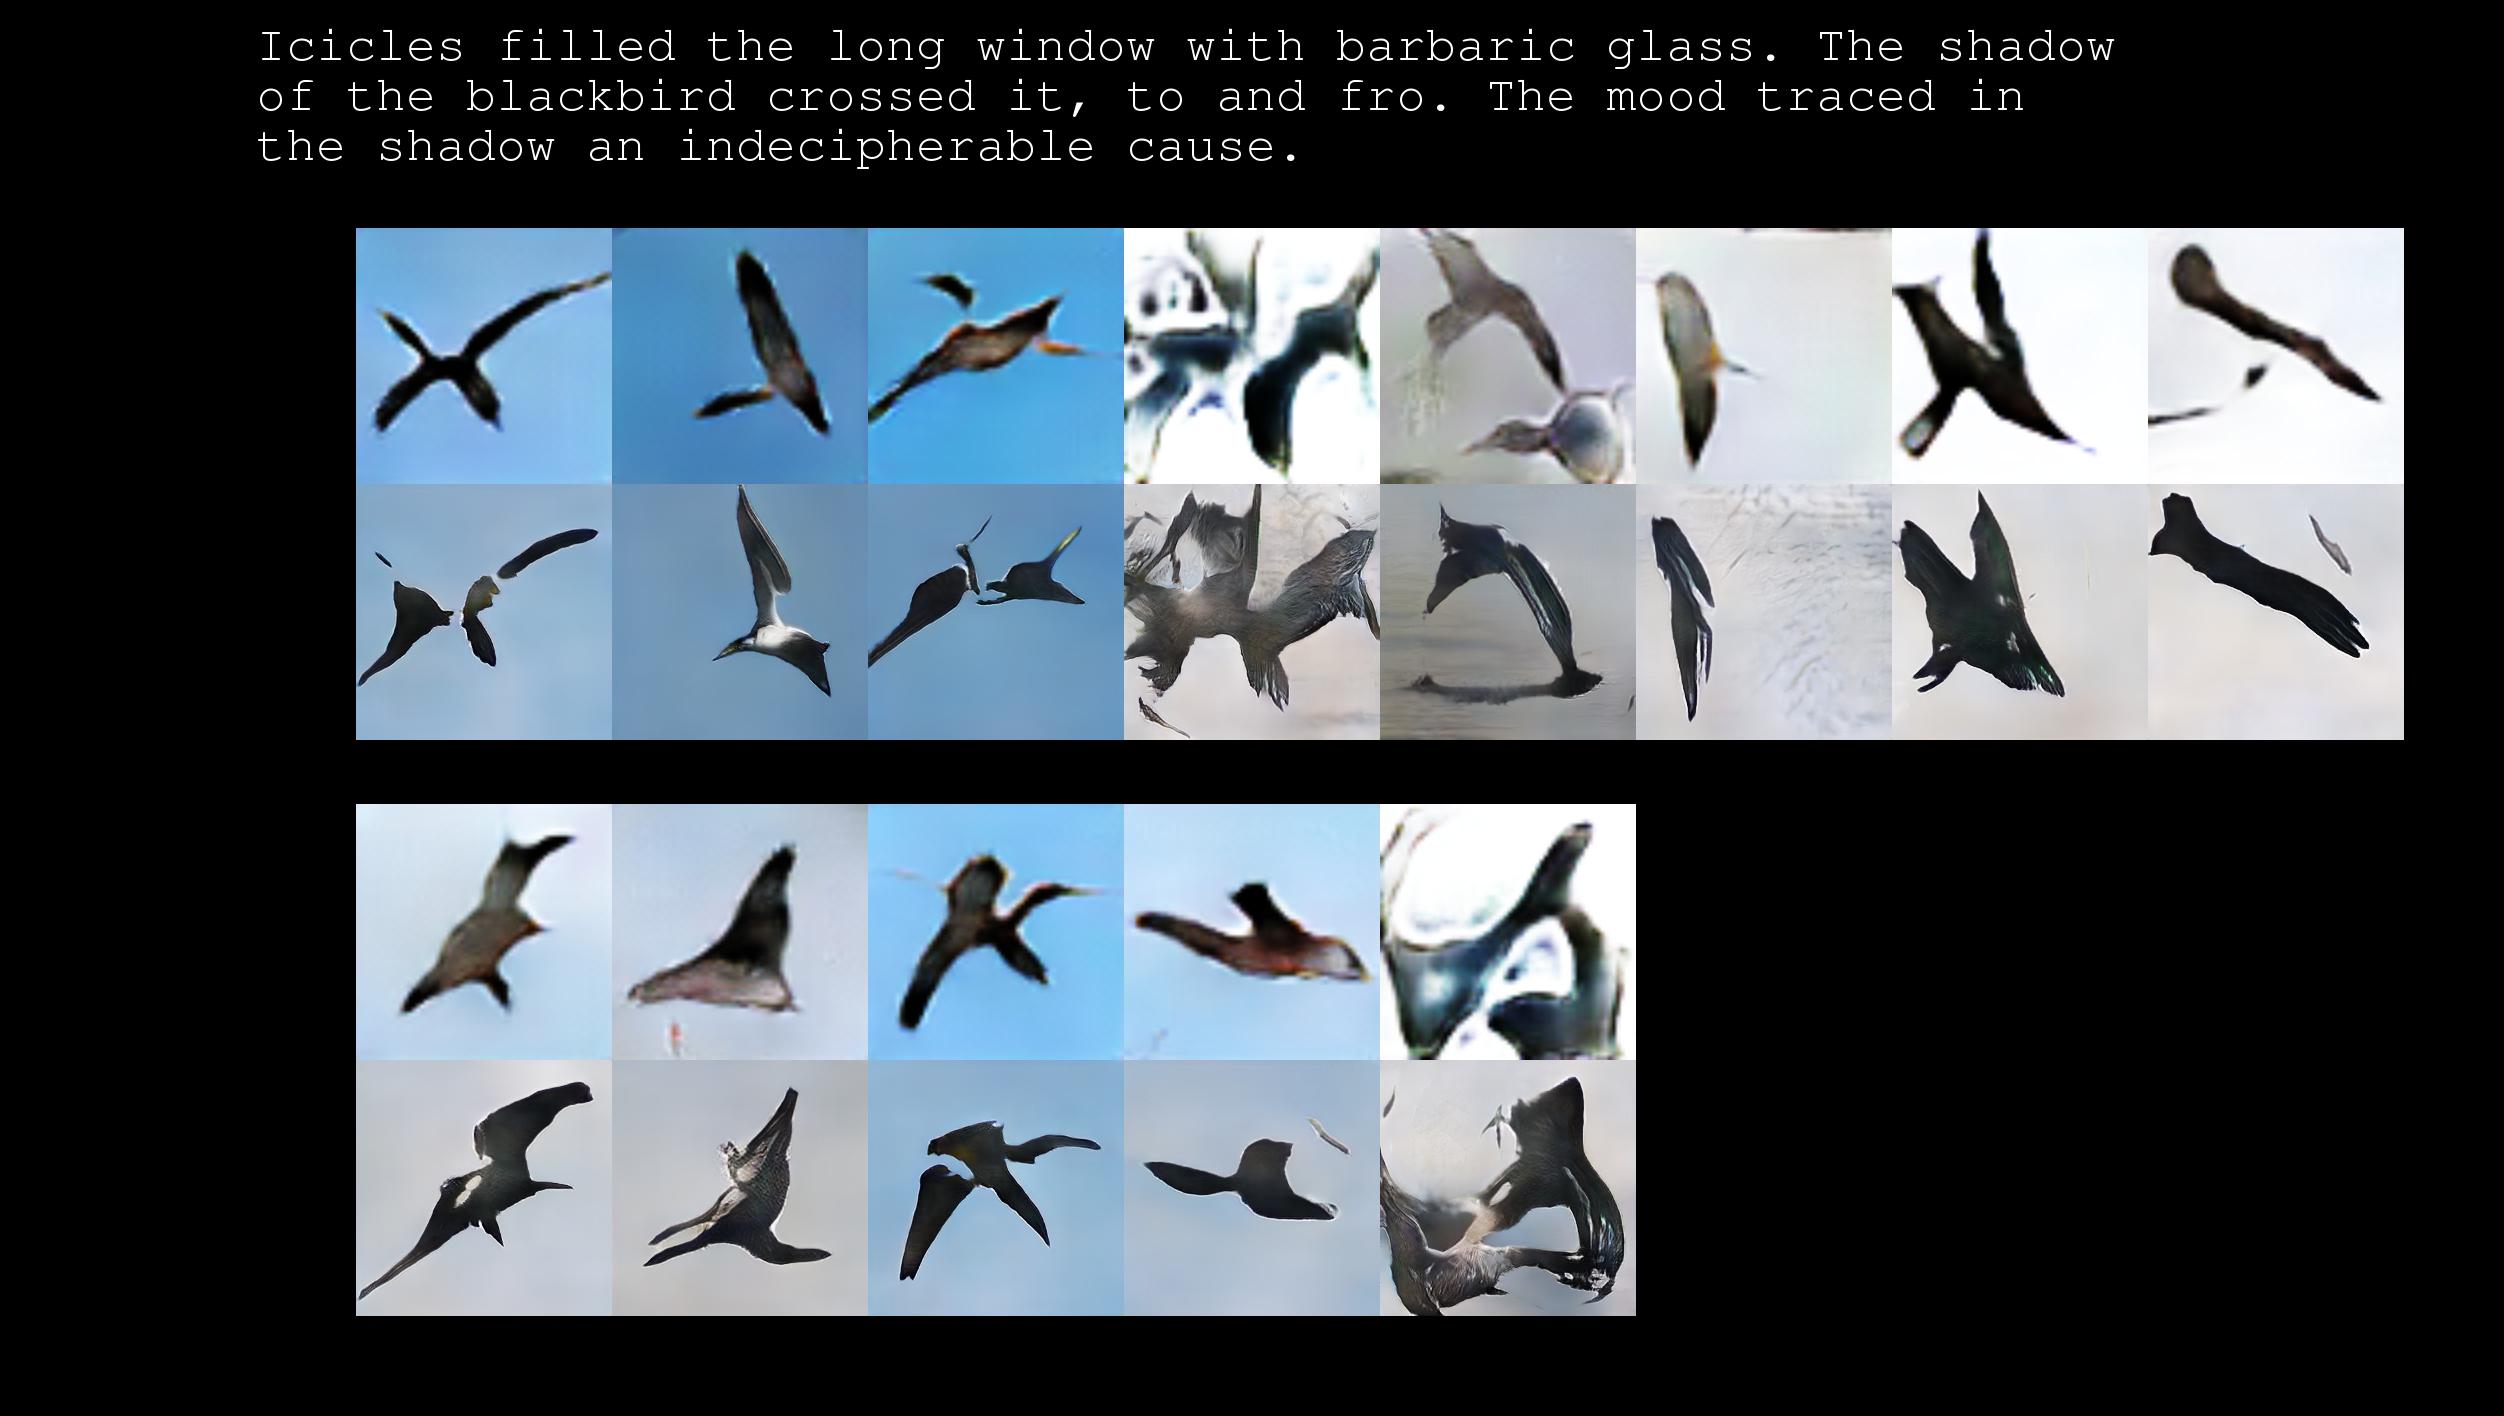 Icicles filled the long window with barbaric glass. The shadow
of the blackbird crossed it, to and fro. The mood traced in
the shadow an indecipherable cause.